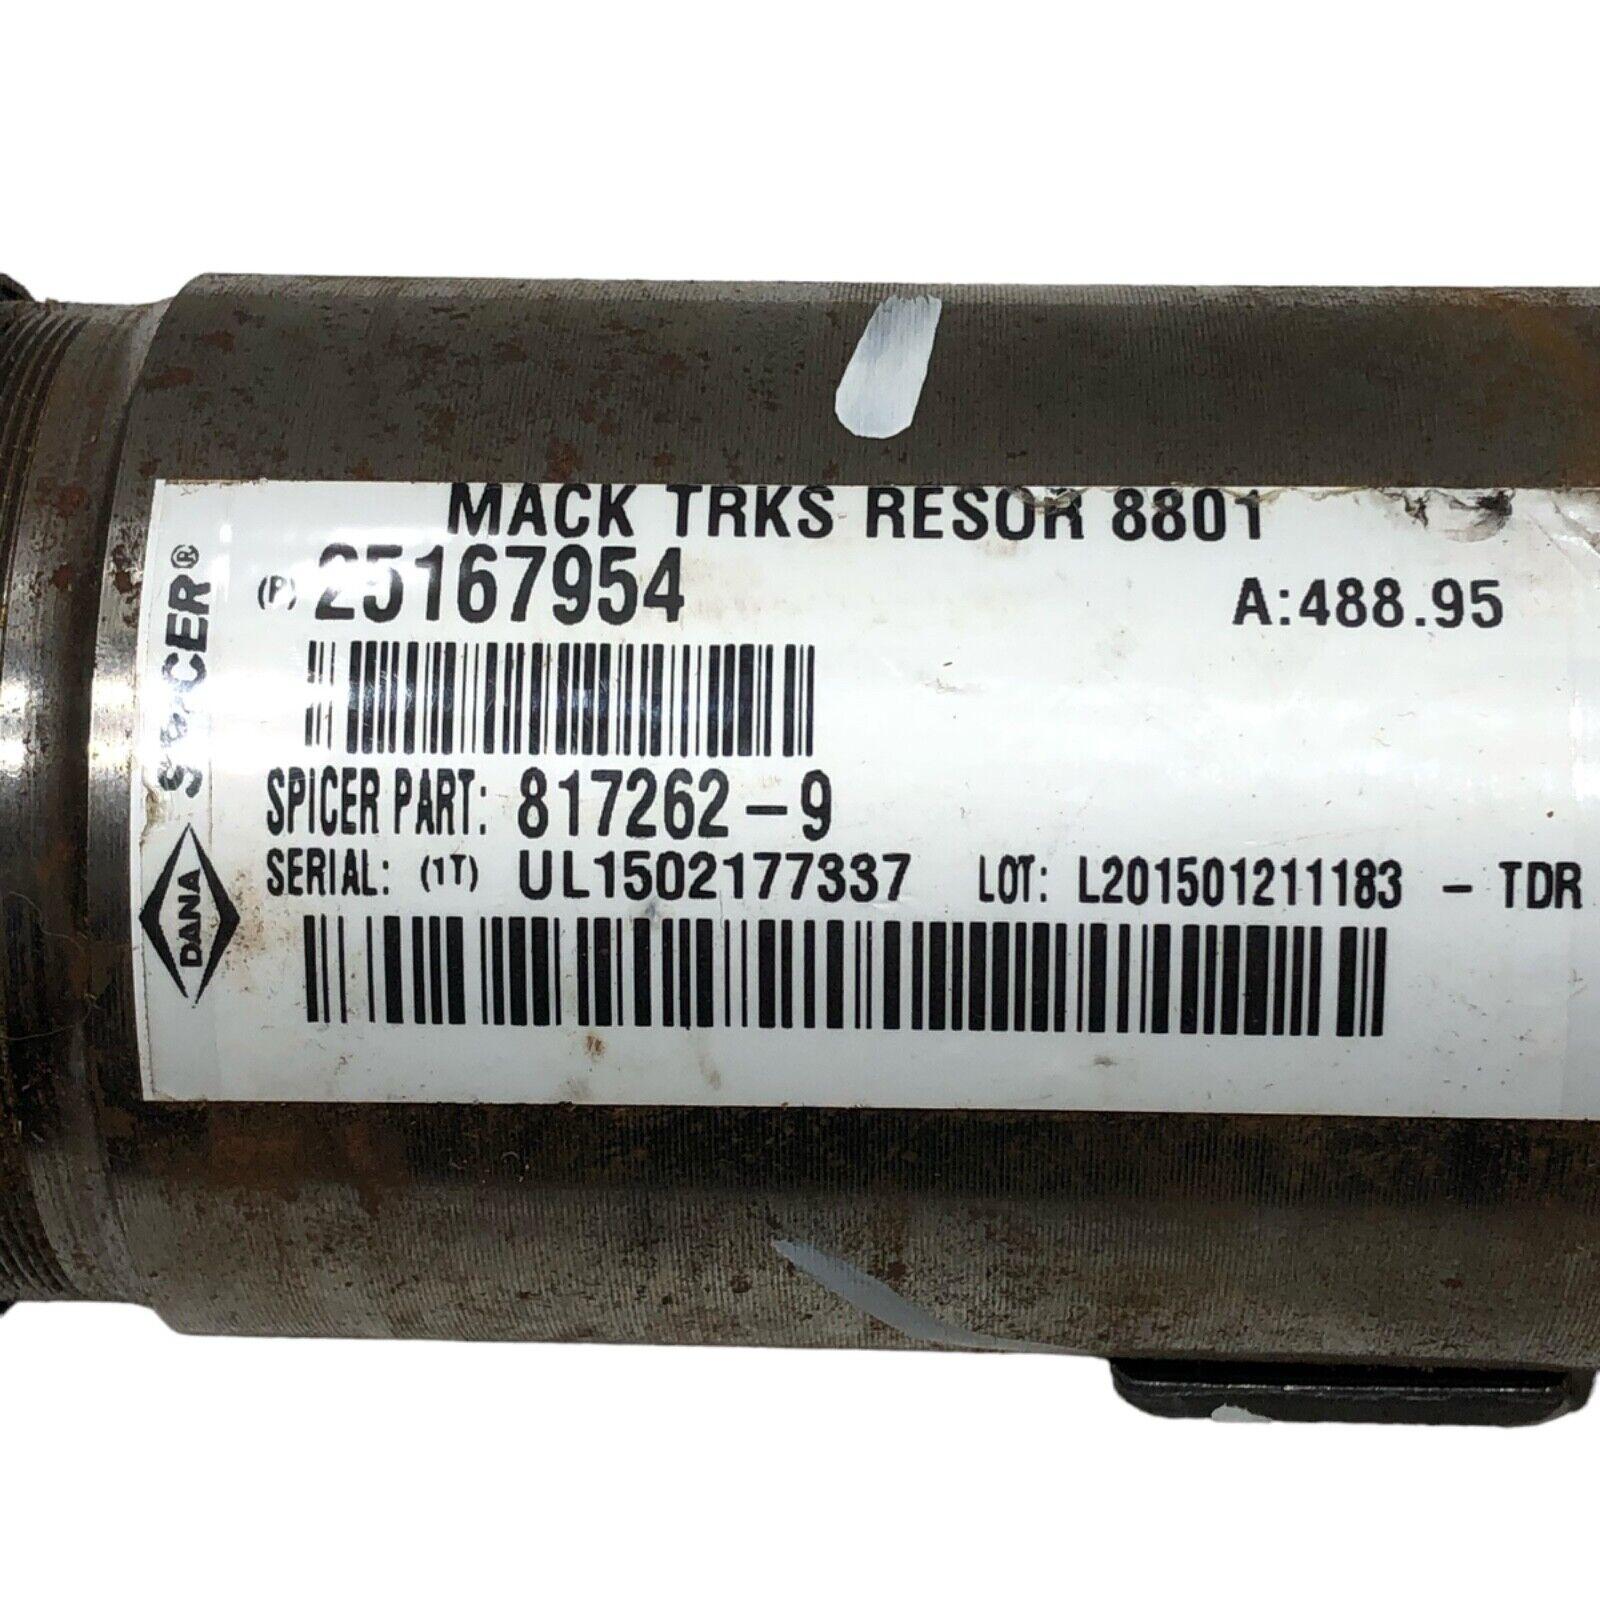 MACK TRKS RESOR 8801
(P) 25167954
A:488.95
SPICER PART: 817262-9
SERIAL: (1T) UL1502177337 LOT: L201501211183 - TDR
SPICER®
DANA